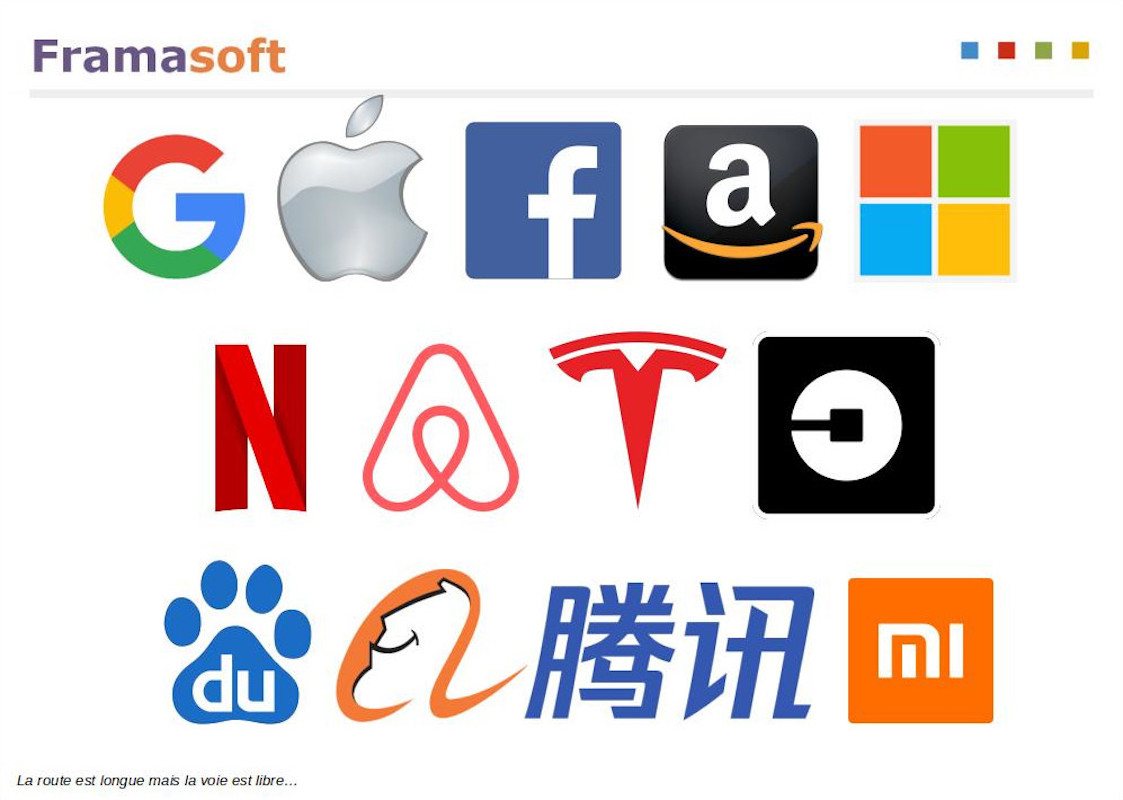 Framasoft
G f a
N
du 腾讯 mi
La route est longue mais la voie est libre…